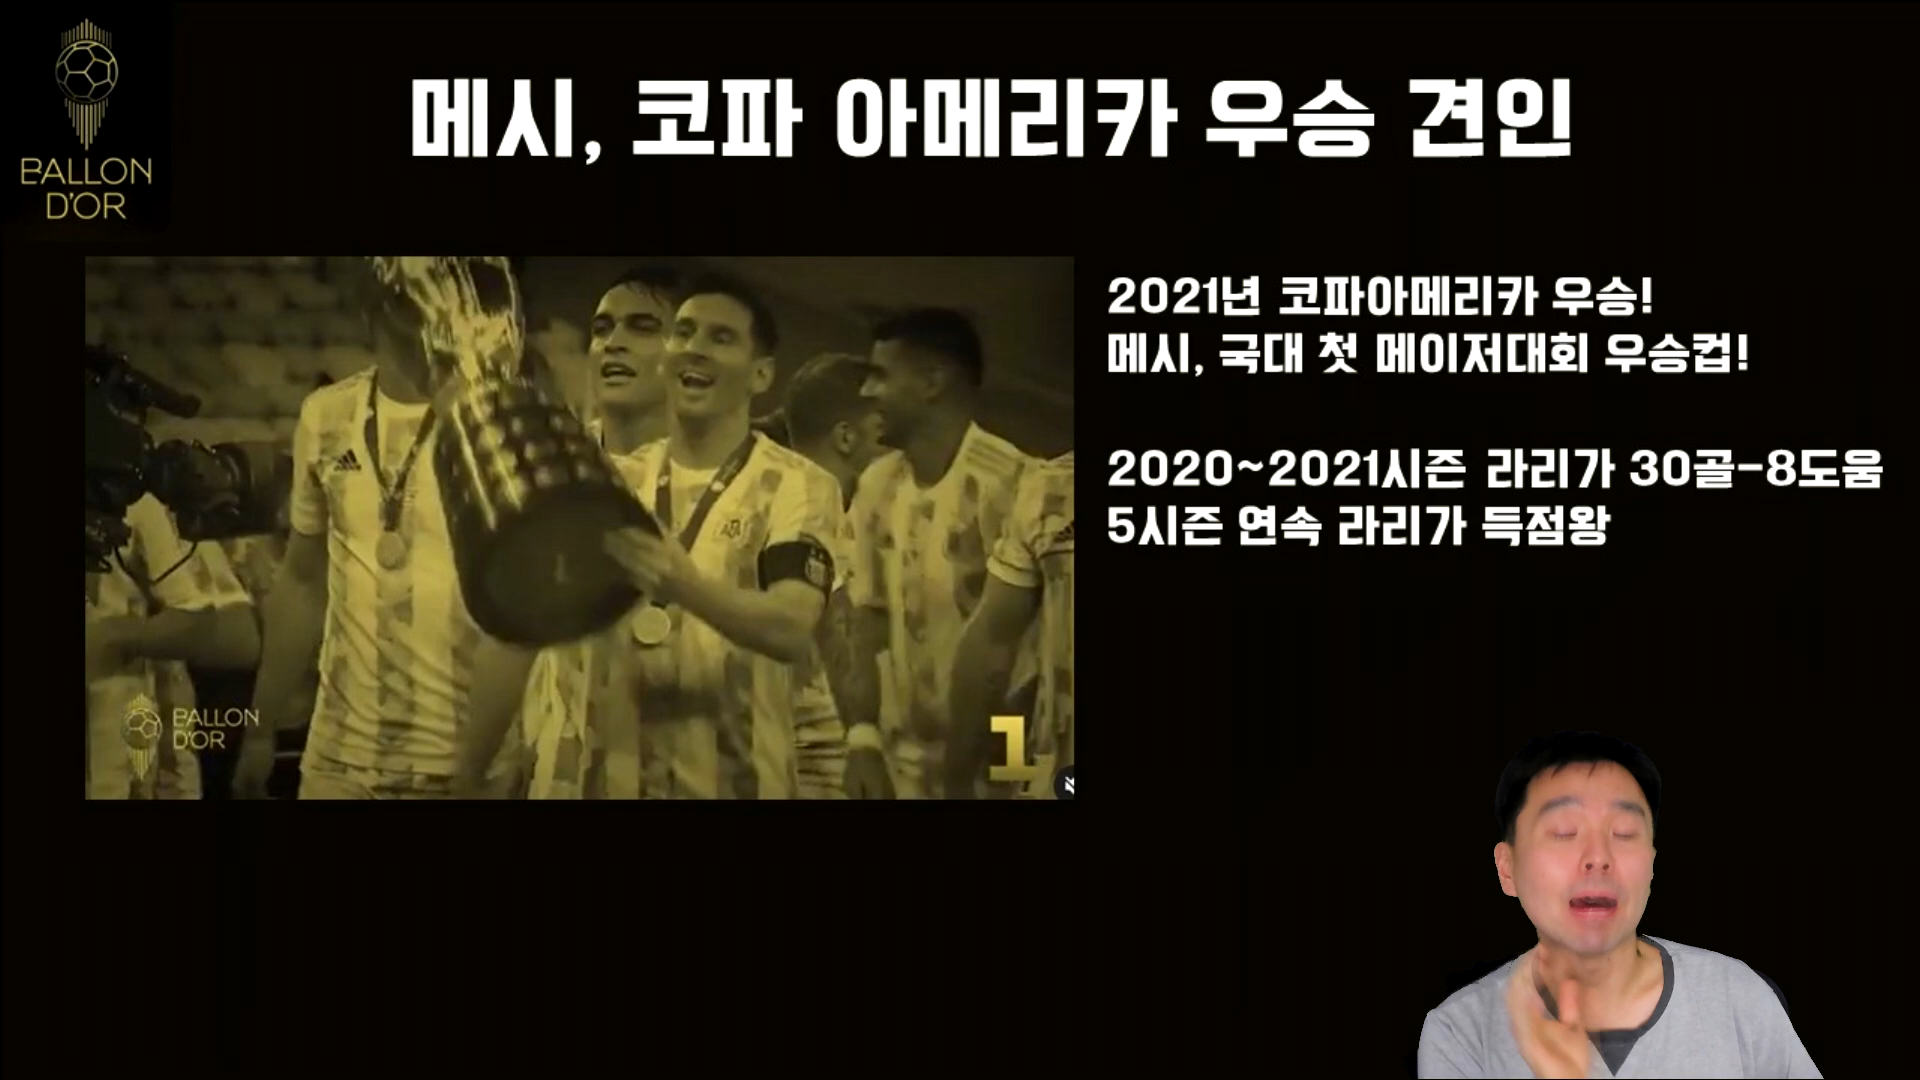 BALLON
D'OR
메시, 코파 아메리카 우승 견인
2021년 코파아메리카 우승!
메시, 국대 첫 메이저대회 우승컵!
2020~2021시즌 라리가 30골-8도움
5시즌 연속 라리가 득점왕
BALLON
D'OR
1